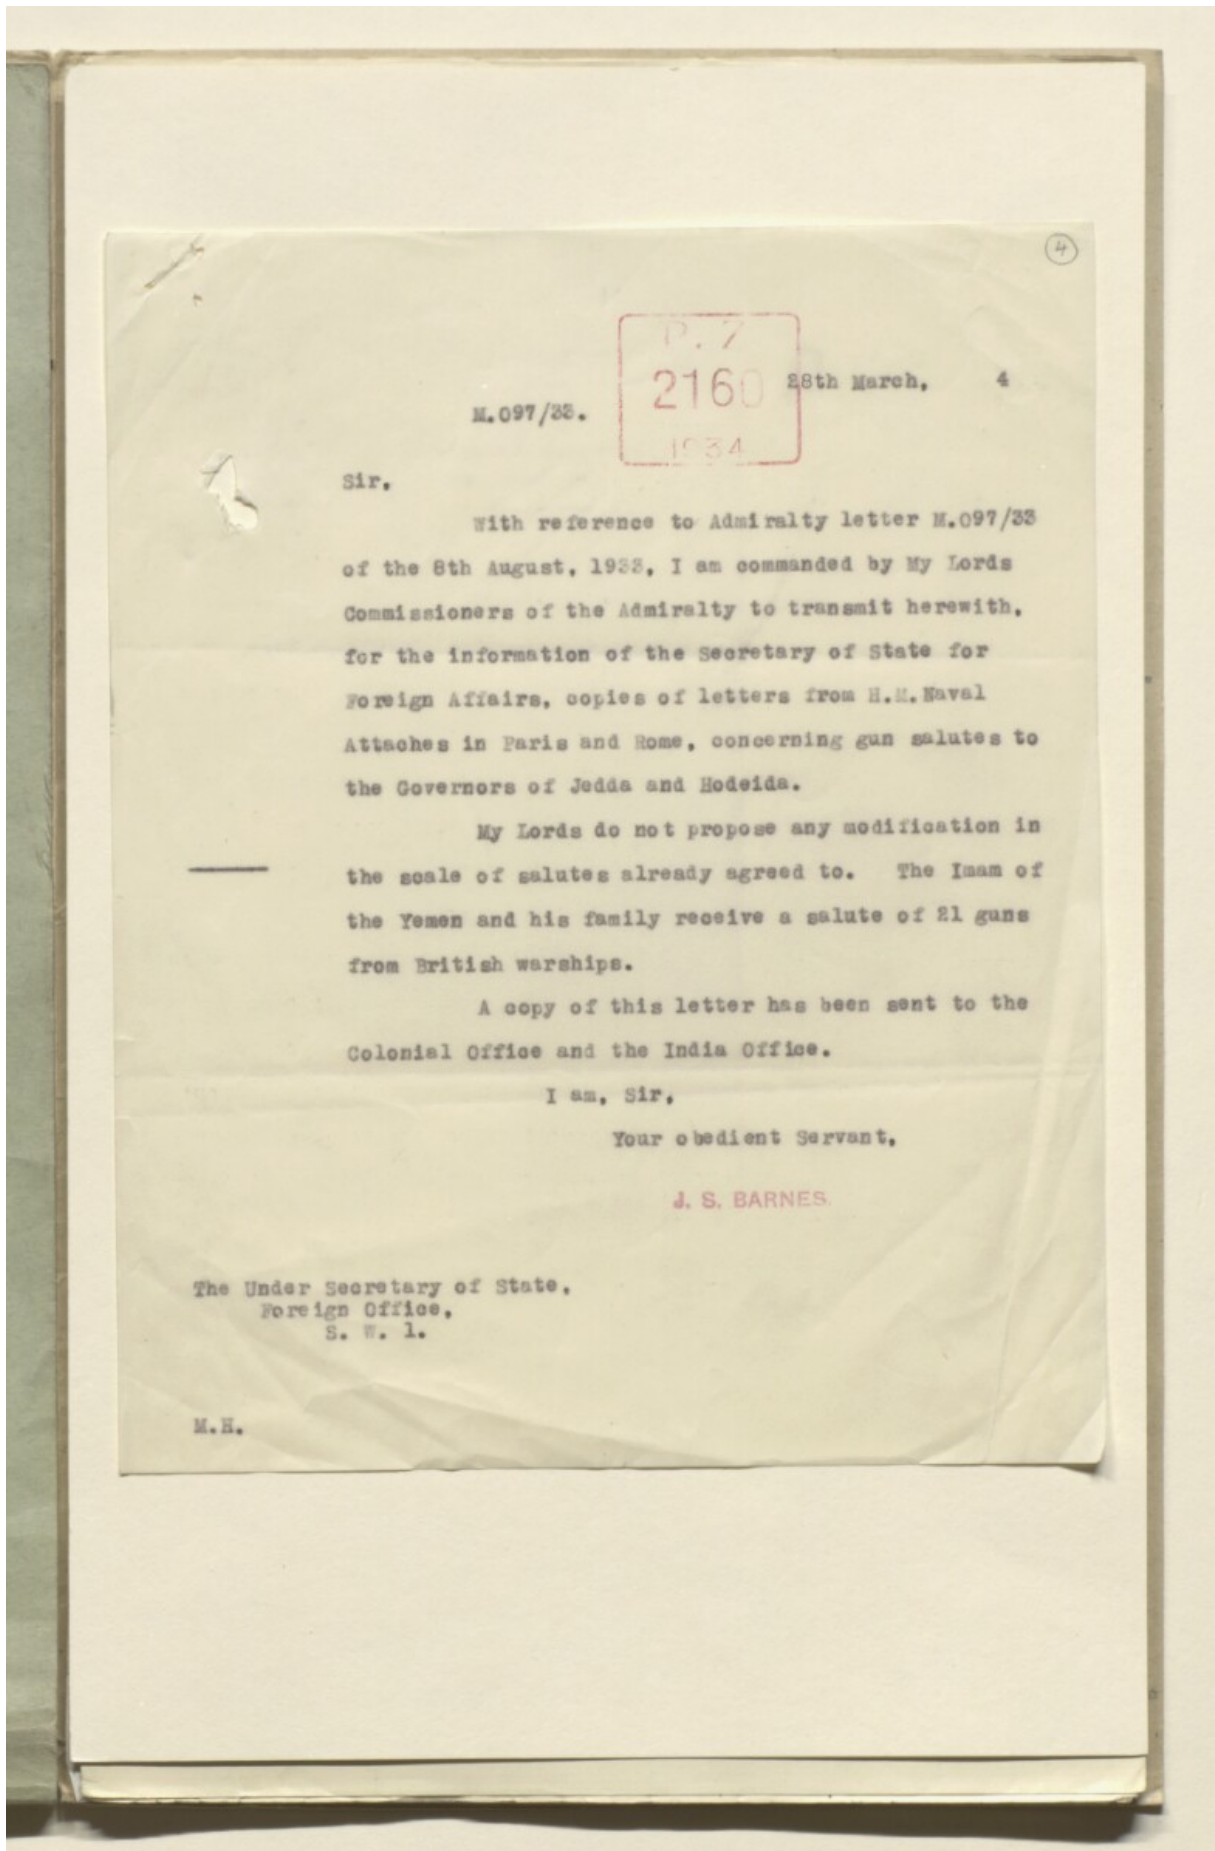 4
P.Z
2160
1934
28th March, 4
M.097/33.
Sir,
With reference to Admiralty letter M.097/33
of the 8th August, 1933, I am commanded by My Lords
Commissioners of the Admiralty to transmit herewith,
for the information of the Secretary of State for
Foreign Affairs, copies of letters from H.M.Naval
Attaches in Paris and Rome, concerning gun salutes to
the Governors of Jedda and Hodeida.
My Lords do not propose any modification in
the scale of salutes already agreed to. The Imam of
the Yemen and his family receive a salute of 21 guns
from British warships.
A copy of this letter has been sent to the
Colonial Office and the India Office.
I am, Sir,
Your obedient Servant,
J. S. BARNES.
The Under Secretary of State,
Foreign Office,
S. W. 1.
M.H.